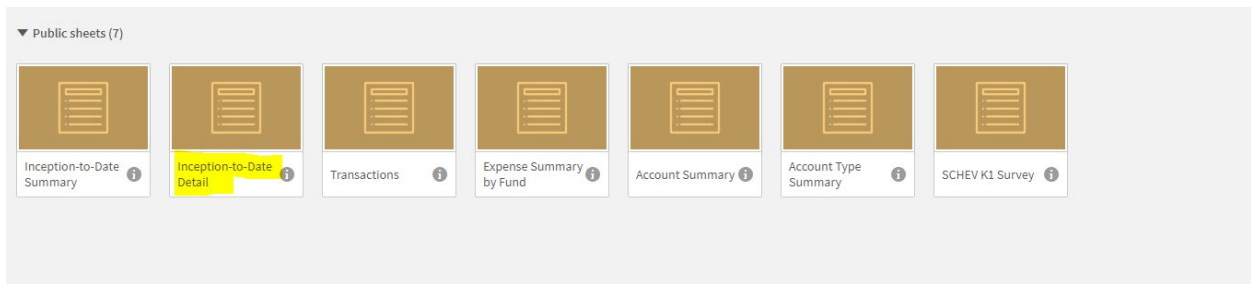 Public sheets (7)
Inception-to-Date
Summary
Inception-to-Date
Detail
Transactions
Expense Summary
by Fund
Account Summary
Account Type
Summary
SCHEV K1 Survey